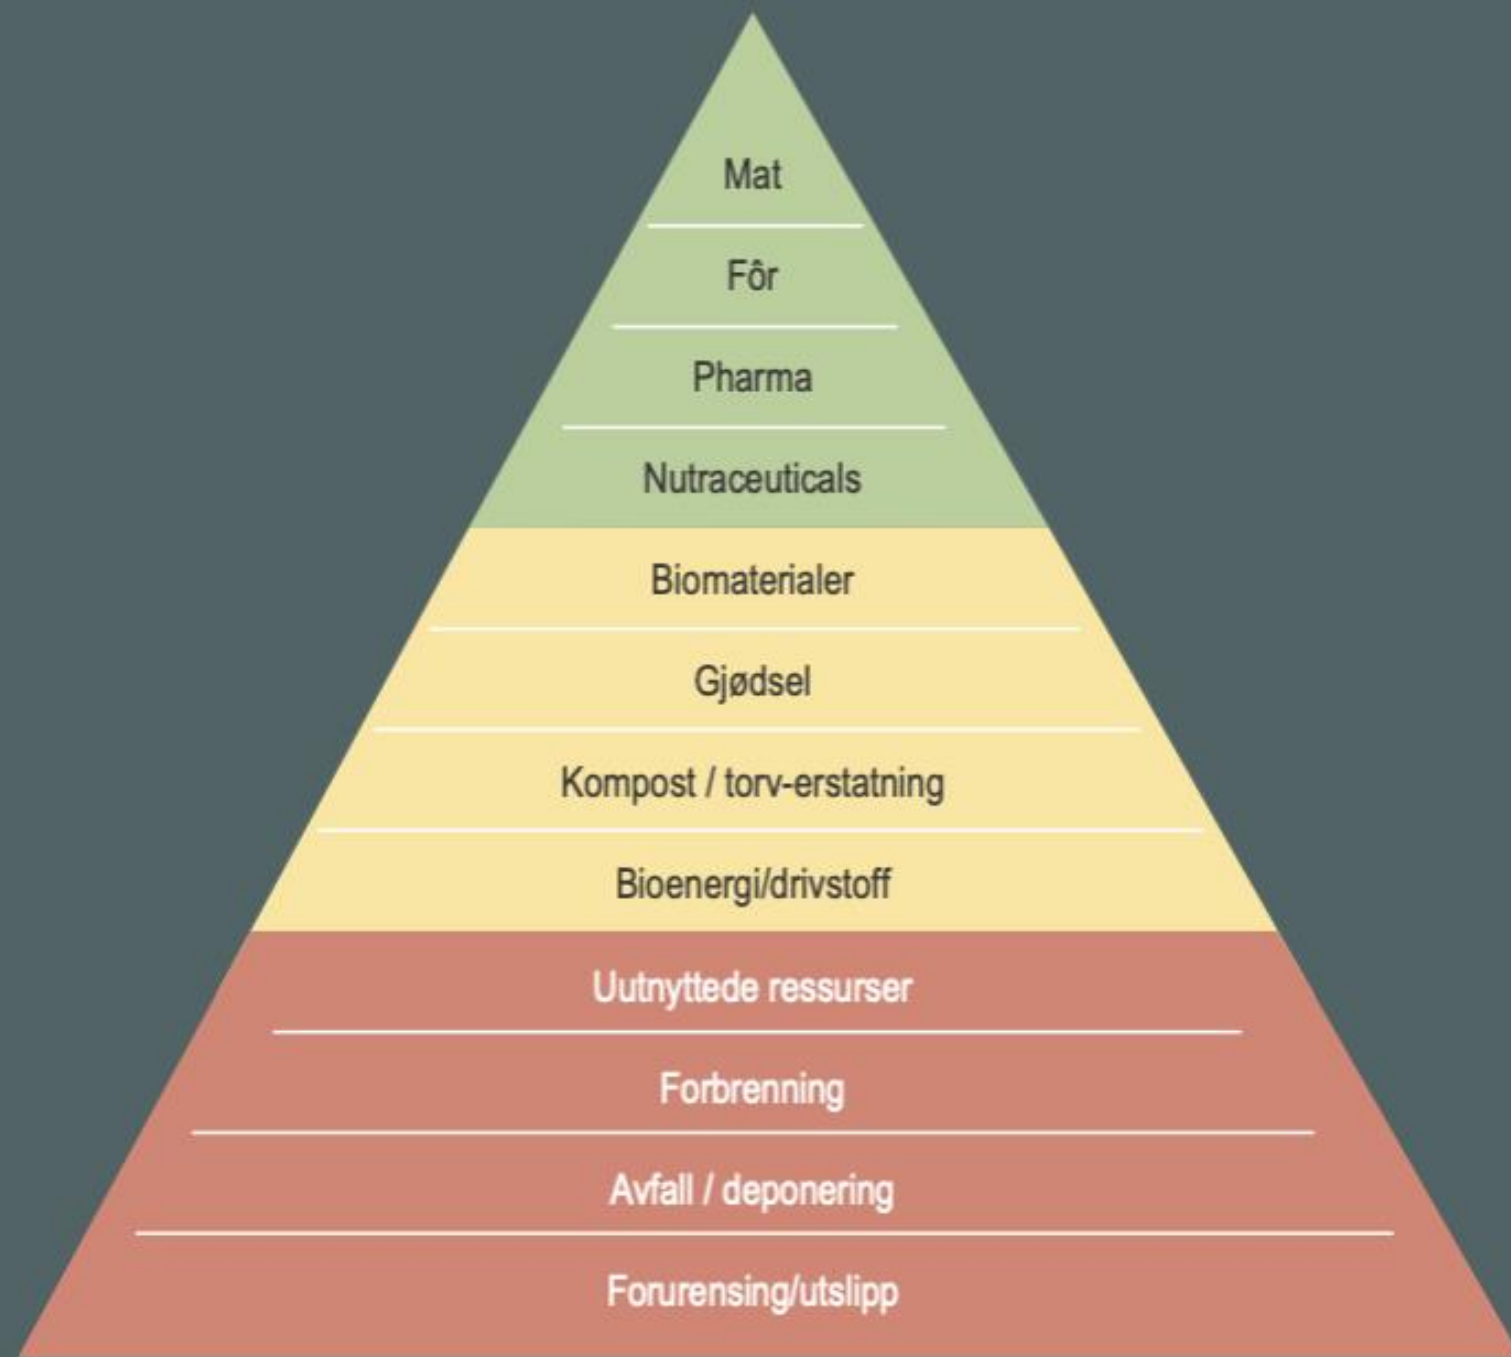 Mat
Fôr
Pharma
Nutraceuticals
Biomaterialer
Gjødsel
Kompost / torv-erstatning
Bioenergi/drivstoff
Uutnyttede ressurser
Forbrenning
Avfall / deponering
Forurensing/utslipp